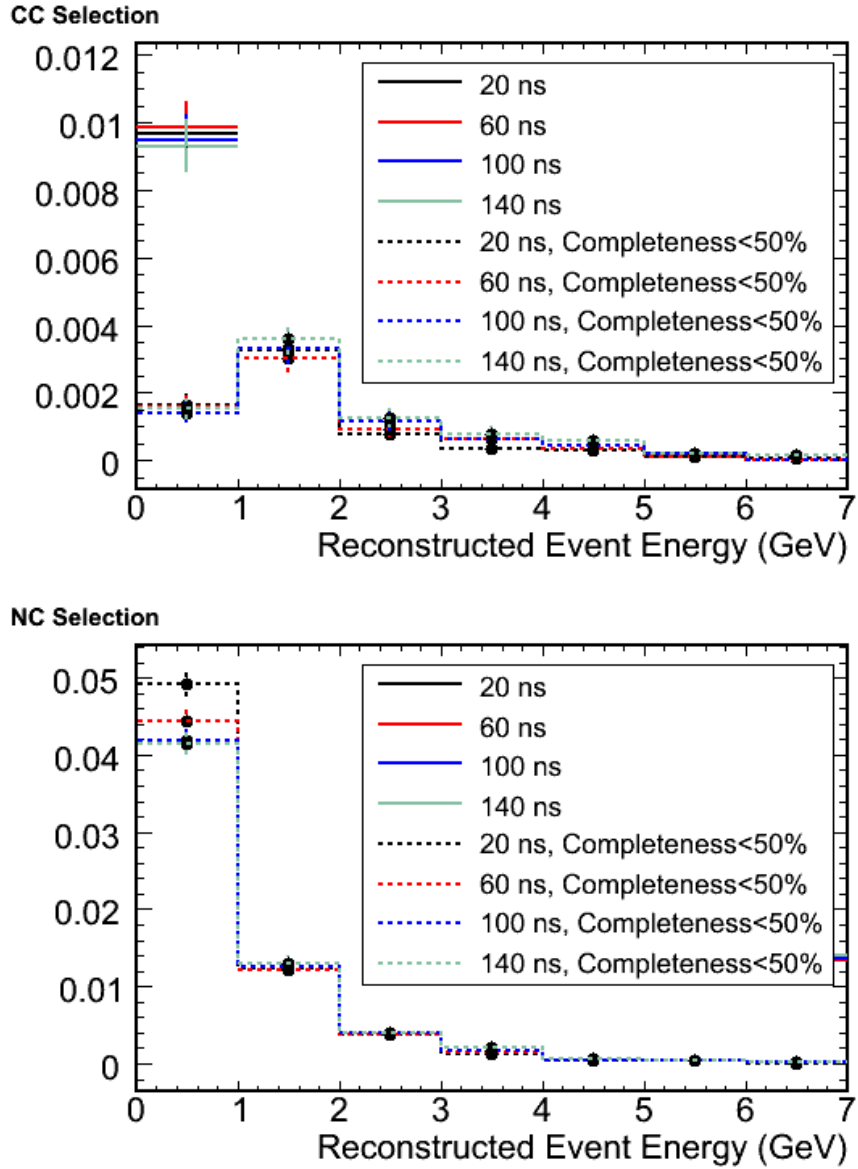 CC Selection
0.012
0.01
0.008
0.006
0.004
0.002
0
20 ns
60 ns
100 ns
140 ns
20 ns, Completeness<50%
60 ns, Completeness<50%
100 ns, Completeness<50%
140 ns, Completeness<50%
0 1 2 3 4 5 6 7
Reconstructed Event Energy (GeV)
NC Selection
0.05
0.04
0.03
0.02
0.01
0
20 ns
60 ns
100 ns
140 ns
20 ns, Completeness<50%
60 ns, Completeness<50%
100 ns, Completeness<50%
140 ns, Completeness<50%
0 1 2 3 4 5 6 7
Reconstructed Event Energy (GeV)